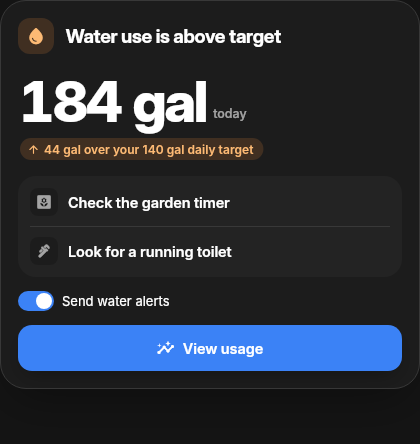 Water use is above target
184 gal today
↑ 44 gal over your 140 gal daily target
Check the garden timer
Look for a running toilet
Send water alerts
View usage